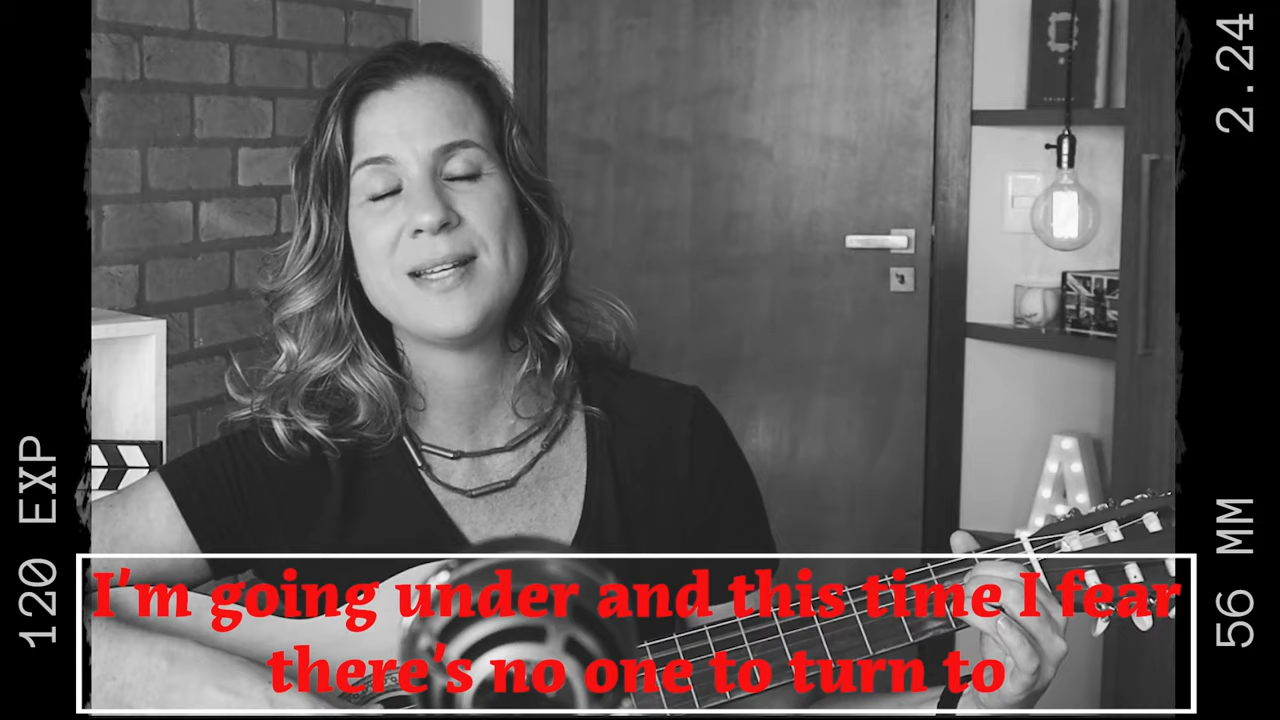 120 EXP
2.24
56 MM
A
I'm going under and this time I fear
there's no one to turn to